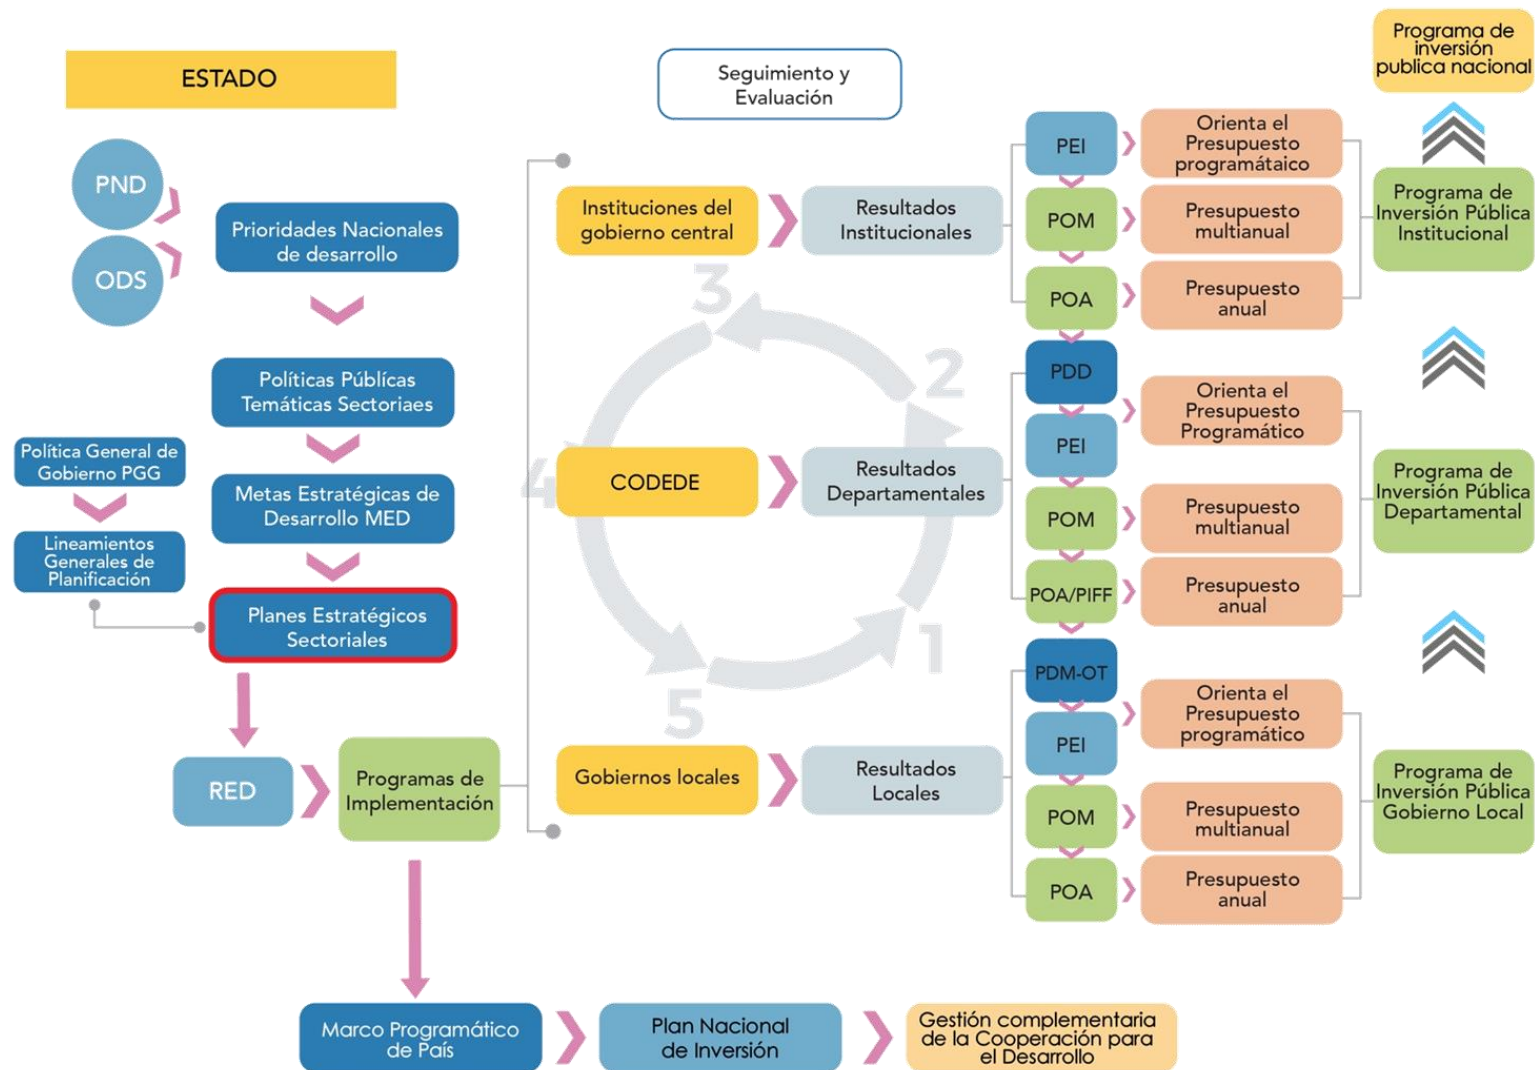 ESTADO
PND
ODS
Prioridades Nacionales
de desarrollo
Políticas Públícas
Temáticas Sectoriaes
Política General de
Gobierno PGG
Metas Estratégicas de
Desarrollo MED
Lineamientos
Generales de
Planificación
Planes Estratégicos
Sectoriales
RED
Programas de
Implementación
Seguimiento y
Evaluación
3
2
4
1
5
Instituciones del
gobierno central
Resultados
Institucionales
PEI
Orienta el
Presupuesto
programátaico
POM
Presupuesto
multianual
POA
Presupuesto
anual
CODEDE
Resultados
Departamentales
PDD
PEI
Orienta el
Presupuesto
Programático
POM
Presupuesto
multianual
POA/PIFF
Presupuesto
anual
Gobiernos locales
Resultados
Locales
PDM-OT
PEI
Orienta el
Presupuesto
programático
POM
Presupuesto
multianual
POA
Presupuesto
anual
Programa de
inversión
publica nacional
Programa de
Inversión Pública
Institucional
Programa de
Inversión Pública
Departamental
Programa de
Inversión Pública
Gobierno Local
Marco Programático
de País
Plan Nacional
de Inversión
Gestión complementaria
de la Cooperación para
el Desarrollo